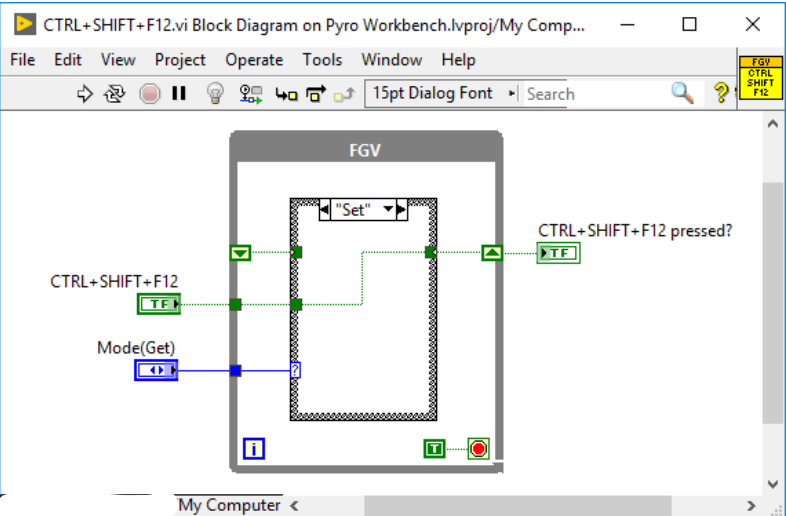 CTRL+SHIFT+F12.vi Block Diagram on Pyro Workbench.lvproj/My Comp...
File Edit View Project Operate Tools Window Help
FGV
CTRL
SHIFT
F12
15pt Dialog Font
Search
?
FGV
"Set"
CTRL+SHIFT+F12 pressed?
TF
CTRL+SHIFT+F12
TF
Mode(Get)
?
i
T
My Computer